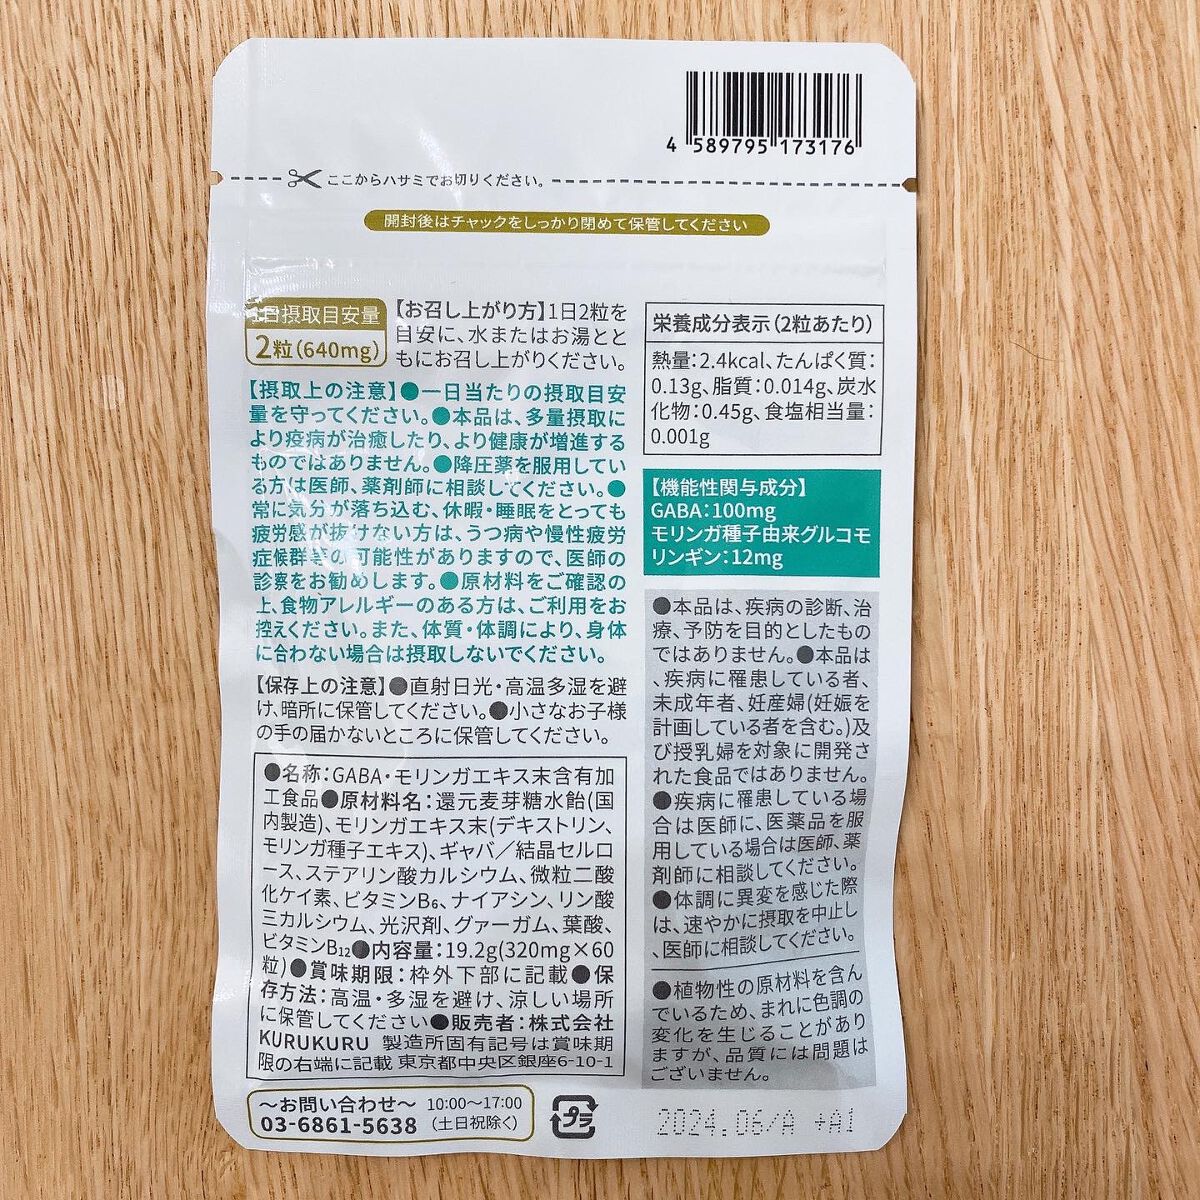 4 589795 173176
ここからハサミでお切りください。
開封後はチャックをしっかり閉めて保管してください
1日摂取目安量
2粒(640mg)
【お召し上がり方】1日2粒を
目安に、水またはお湯とと
もにお召し上がりください。
【摂取上の注意】●一日当たりの摂取目安
量を守ってください。●本品は、多量摂取に
より疫病が治癒したり、より健康が増進する
ものではありません。●降圧薬を服用してい
る方は医師、薬剤師に相談してください。●
常に気分が落ち込む、休暇・睡眠をとっても
疲労感が抜けない方は、うつ病や慢性疲労
症候群等の可能性がありますので、医師の
診察をお勧めします。●原材料をご確認の
上、食物アレルギーのある方は、ご利用をお
控えください。また、体質・体調により、身体
に合わない場合は摂取しないでください。
【保存上の注意】●直射日光・高温多湿を避
け、暗所に保管してください。●小さなお子様
の手の届かないところに保管してください。
●名称：GABA・モリンガエキス末含有加
工食品●原材料名：還元麦芽糖水飴(国
内製造)、モリンガエキス末(デキストリン、
モリンガ種子エキス)、ギャバ／結晶セルロ
ース、ステアリン酸カルシウム、微粒二酸
化ケイ素、ビタミンB₆、ナイアシン、リン酸
三カルシウム、光沢剤、グァーガム、葉酸、
ビタミンB₁₂●内容量：19.2g(320mg×60
粒)●賞味期限：枠外下部に記載●保
存方法：高温・多湿を避け、涼しい場所
に保管してください●販売者：株式会社
KURUKURU 製造所固有記号は賞味期
限の右端に記載 東京都中央区銀座6-10-1
～お問い合わせ～ 10:00～17:00
03-6861-5638 (土日祝除く)
栄養成分表示(2粒あたり)
熱量：2.4kcal、たんぱく質：
0.13g、脂質：0.014g、炭水
化物：0.45g、食塩相当量：
0.001g
【機能性関与成分】
GABA：100mg
モリンガ種子由来グルコモ
リンギン：12mg
●本品は、疾病の診断、治
療、予防を目的としたもの
ではありません。●本品は
、疾病に罹患している者、
未成年者、妊産婦(妊娠を
計画している者を含む。)及
び授乳婦を対象に開発さ
れた食品ではありません。
●疾病に罹患している場
合は医師に、医薬品を服
用している場合は医師、薬
剤師に相談してください。
●体調に異変を感じた際
は、速やかに摂取を中止し
、医師に相談してください。
●植物性の原材料を含ん
でいるため、まれに色調の
変化を生じることがあり
ますが、品質には問題は
ございません。
プラ
2024.06/A +A1